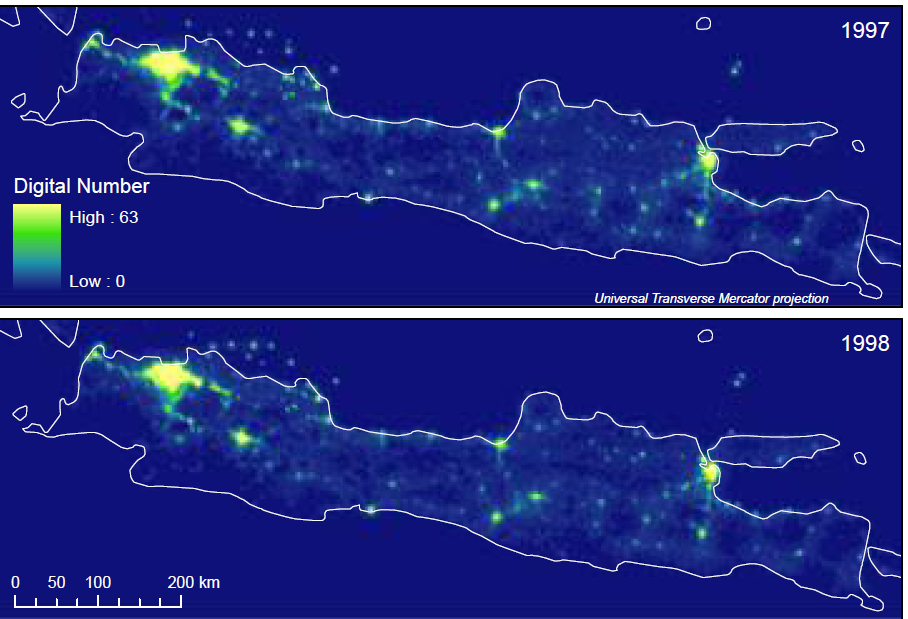 1997
Digital Number
High : 63
Low : 0
Universal Transverse Mercator projection
1998
0 50 100 200 km